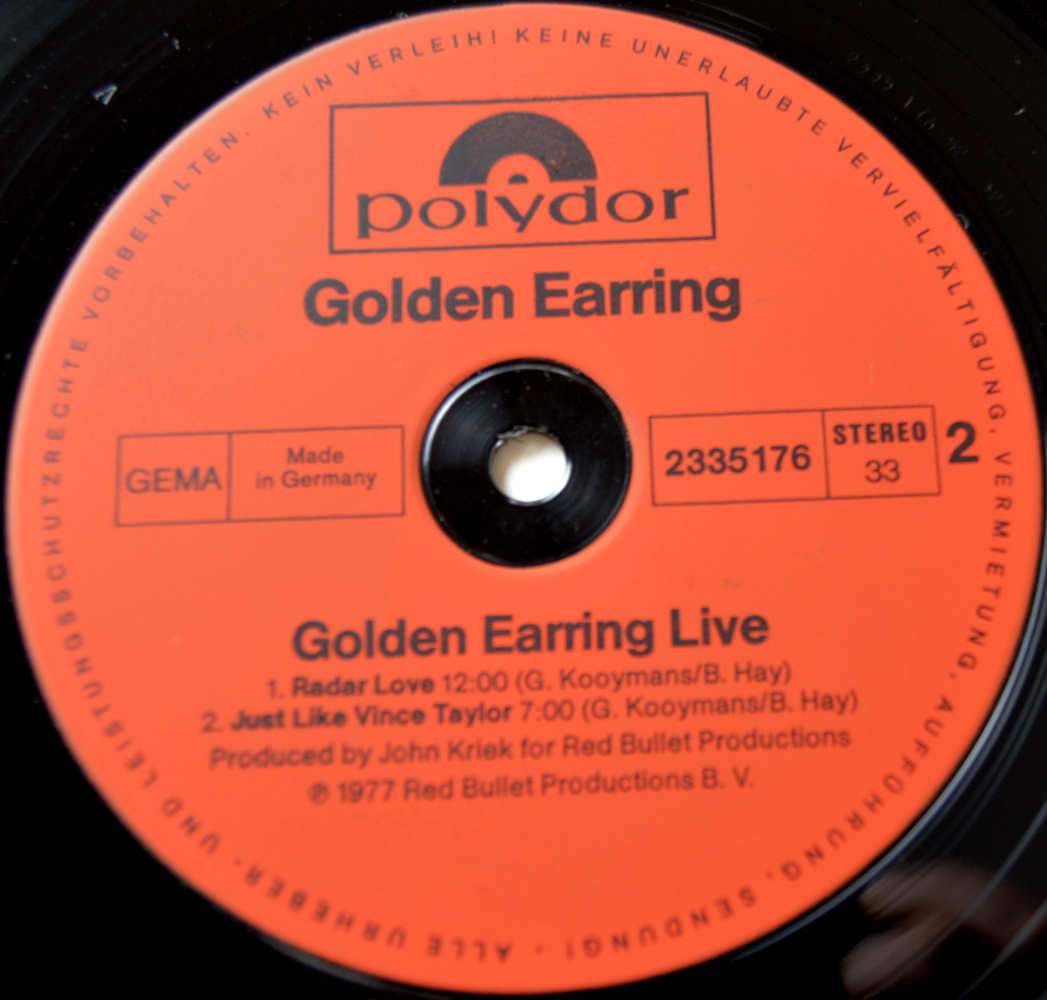 ALLE URHEBER- UND LEISTUNGSSCHUTZRECHTE VORBEHALTEN. KEIN VERLEIH! KEINE UNERLAUBTE VERVIELFÄLTIGUNG, VERMIETUNG, AUFFÜHRUNG, SENDUNG! ·
polydor
Golden Earring
GEMA
Made
in Germany
2335176
STEREO
33
2
Golden Earring Live
1. Radar Love 12:00 (G. Kooymans/B. Hay)
2. Just Like Vince Taylor 7:00 (G. Kooymans/B. Hay)
Produced by John Kriek for Red Bullet Productions
℗ 1977 Red Bullet Productions B. V.